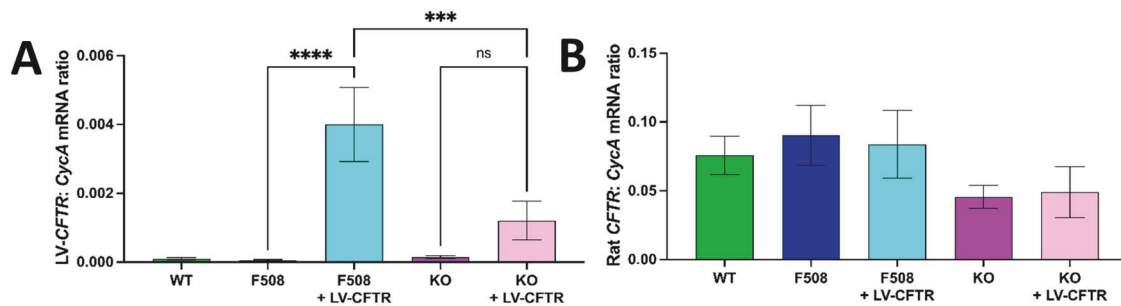 A
LV-CFTR: CycA mRNA ratio
0.006
0.004
0.002
0.000
****
***
ns
WT
F508
F508
+ LV-CFTR
KO
KO
+ LV-CFTR
B
Rat CFTR: CycA mRNA ratio
0.15
0.10
0.05
0.00
WT
F508
F508
+ LV-CFTR
KO
KO
+ LV-CFTR